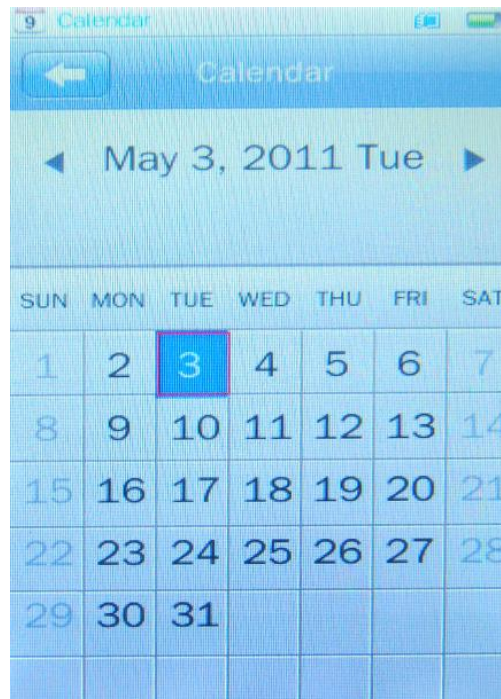 9 Calendar
Calendar
May 3, 2011 Tue
SUN MON TUE WED THU FRI SAT
1 2 3 4 5 6 7
8 9 10 11 12 13 14
15 16 17 18 19 20 21
22 23 24 25 26 27 28
29 30 31